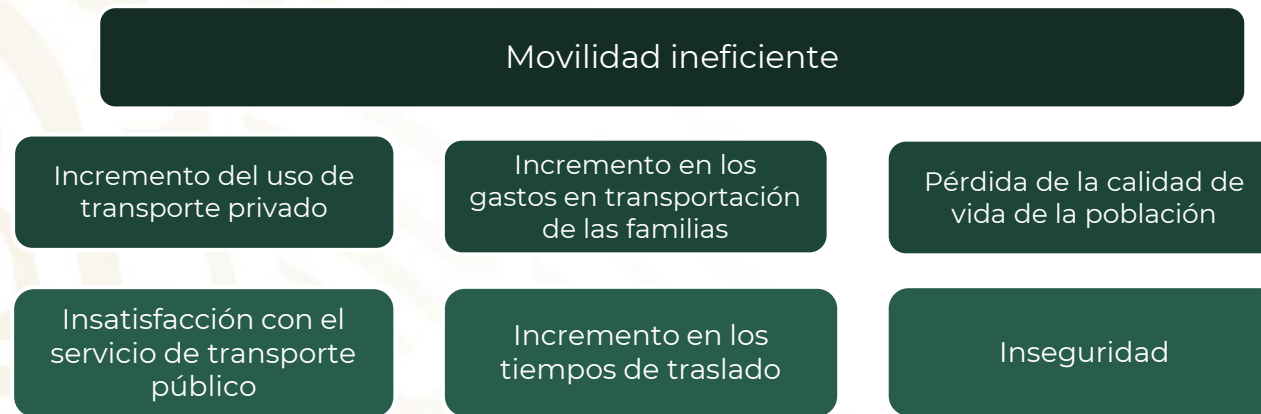 Movilidad ineficiente
Incremento del uso de
transporte privado
Incremento en los
gastos en transportación
de las familias
Pérdida de la calidad de
vida de la población
Insatisfacción con el
servicio de transporte
público
Incremento en los
tiempos de traslado
Inseguridad